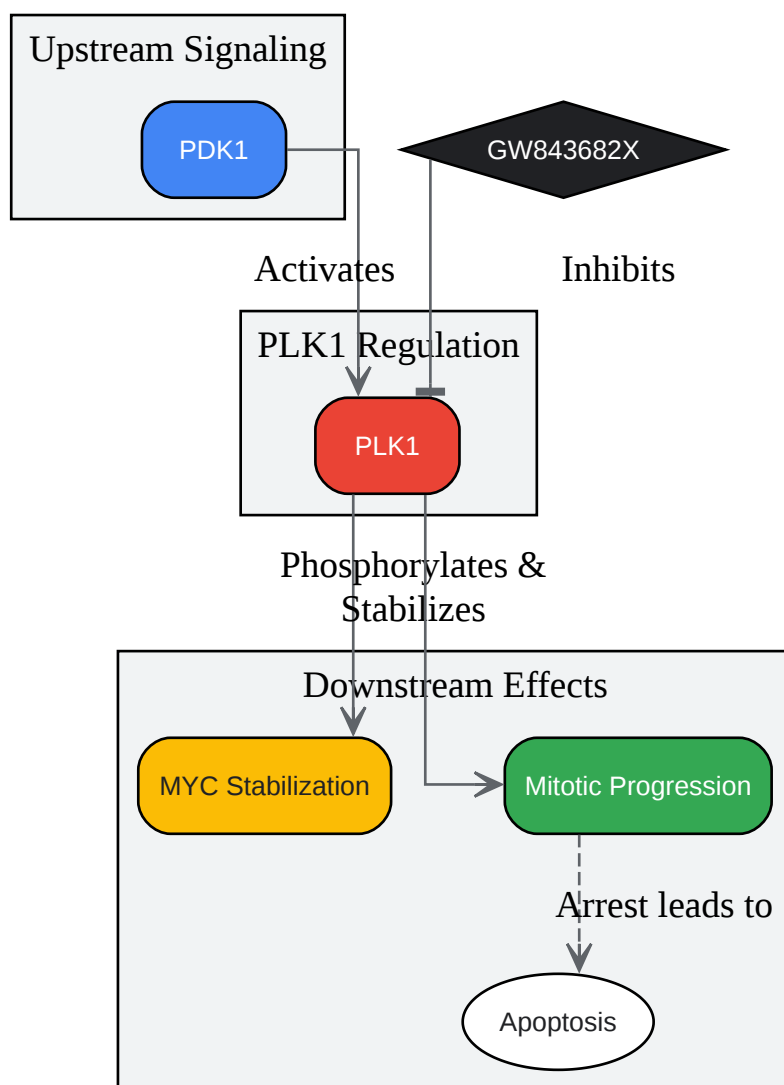 Upstream Signaling
PDK1
GW843682X
Activates
Inhibits
PLK1 Regulation
PLK1
Phosphorylates &
Stabilizes
Downstream Effects
MYC Stabilization
Mitotic Progression
Arrest leads to
Apoptosis